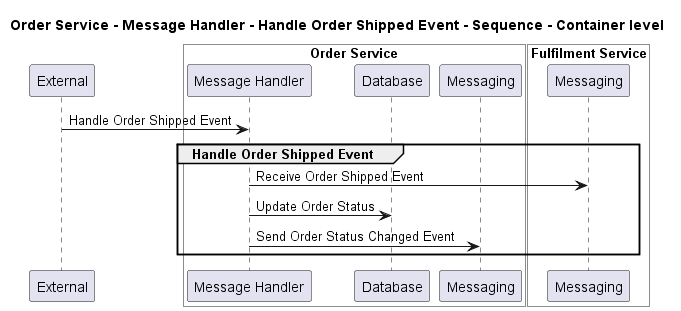 Order Service - Message Handler - Handle Order Shipped Event - Sequence - Container level
Order Service
Fulfilment Service
External
Message Handler
Database
Messaging
Messaging
Handle Order Shipped Event
Handle Order Shipped Event
Receive Order Shipped Event
Update Order Status
Send Order Status Changed Event
External
Message Handler
Database
Messaging
Messaging